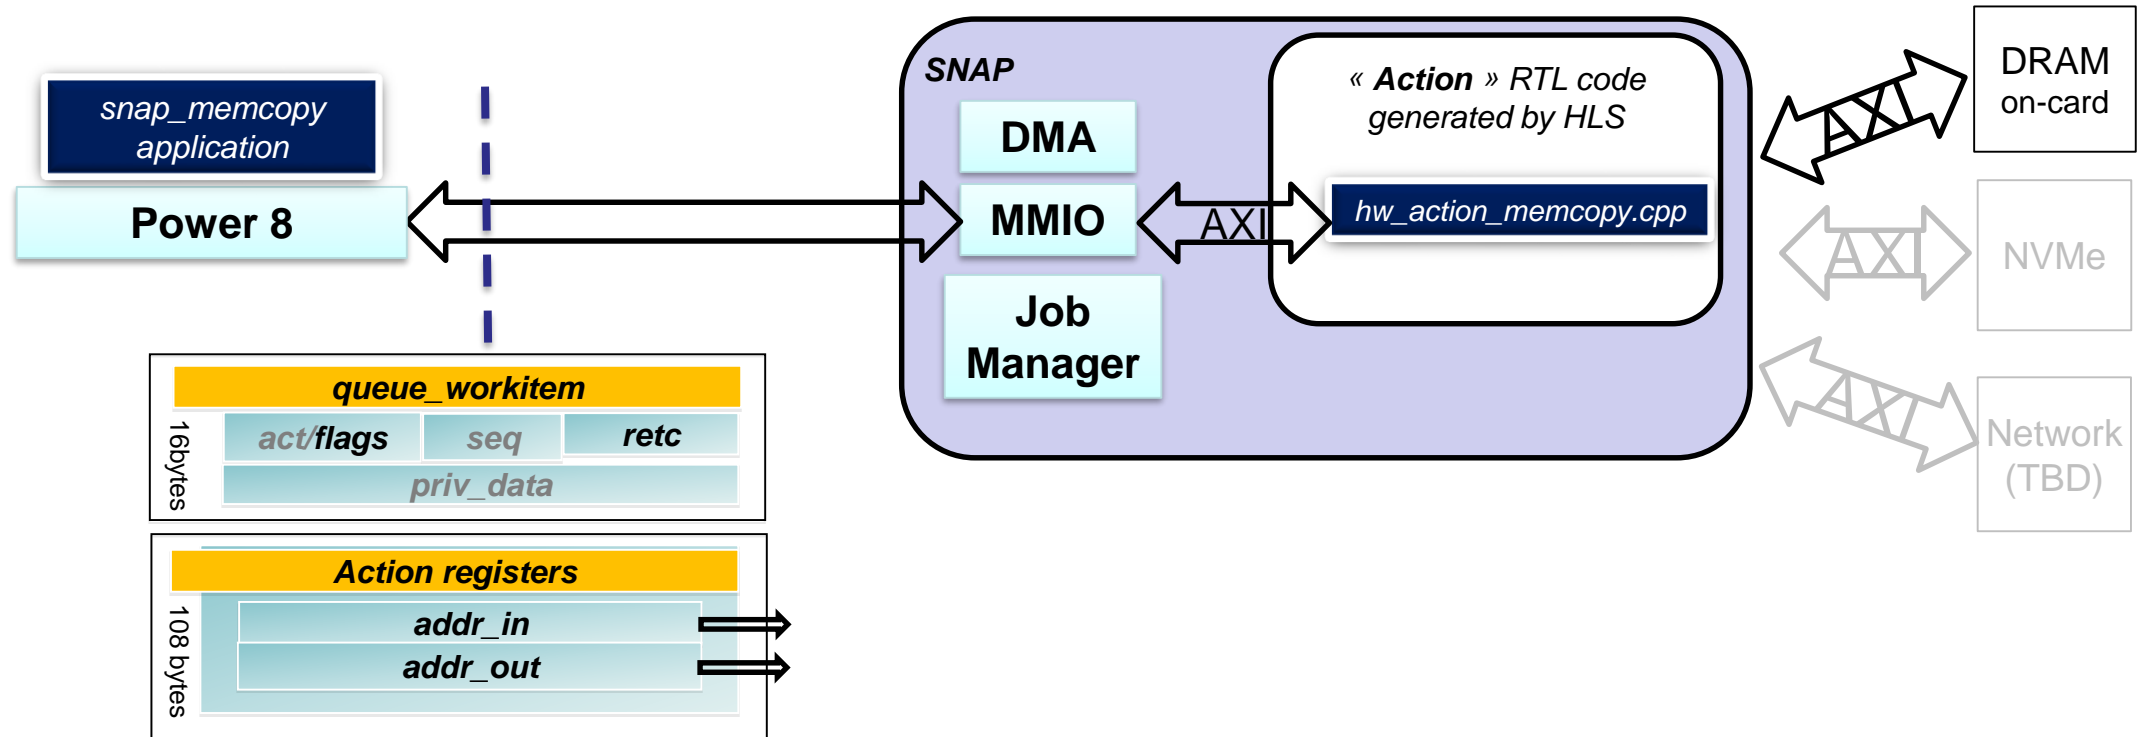 snap_memcopy
application
Power 8
SNAP
DMA
MMIO
Job
Manager
AXI
« Action » RTL code
generated by HLS
hw_action_memcopy.cpp
AXI
DRAM
on-card
AXI
NVMe
AXI
Network
(TBD)
queue_workitem
16bytes
act/flags
seq
retc
priv_data
Action registers
108 bytes
addr_in
addr_out